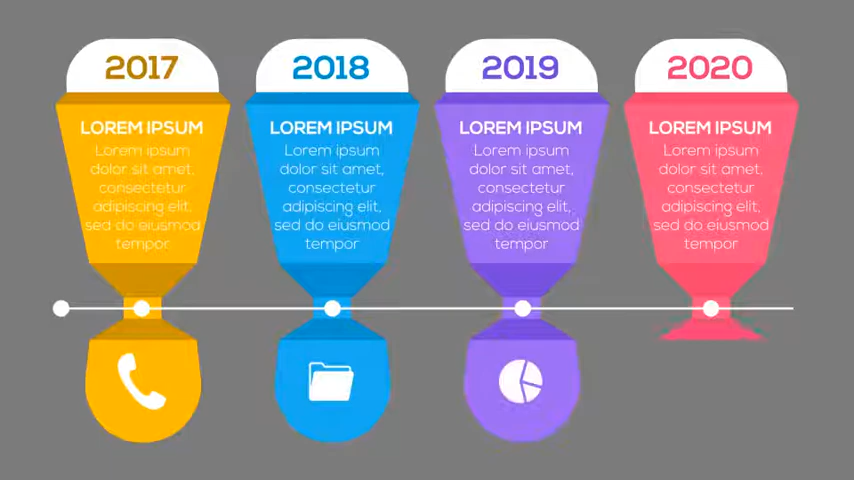 2017
LOREM IPSUM
Lorem ipsum
dolor sit amet,
consectetur
adipiscing elit,
sed do eiusmod
tempor
2018
LOREM IPSUM
Lorem ipsum
dolor sit amet,
consectetur
adipiscing elit,
sed do eiusmod
tempor
2019
LOREM IPSUM
Lorem ipsum
dolor sit amet,
consectetur
adipiscing elit,
sed do eiusmod
tempor
2020
LOREM IPSUM
Lorem ipsum
dolor sit amet,
consectetur
adipiscing elit,
sed do eiusmod
tempor